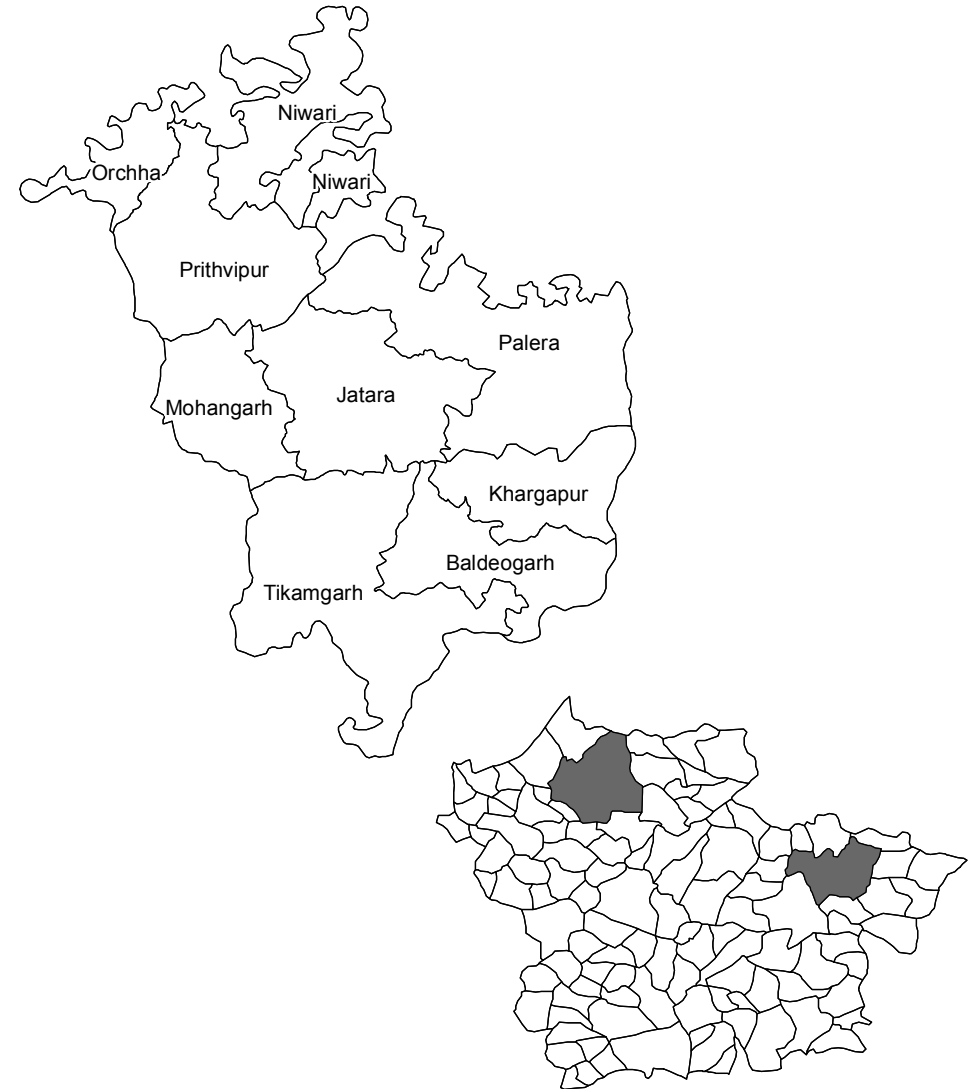 Niwari
Orchha
Niwari
Prithvipur
Palera
Jatara
Mohangarh
Khargapur
Baldeogarh
Tikamgarh